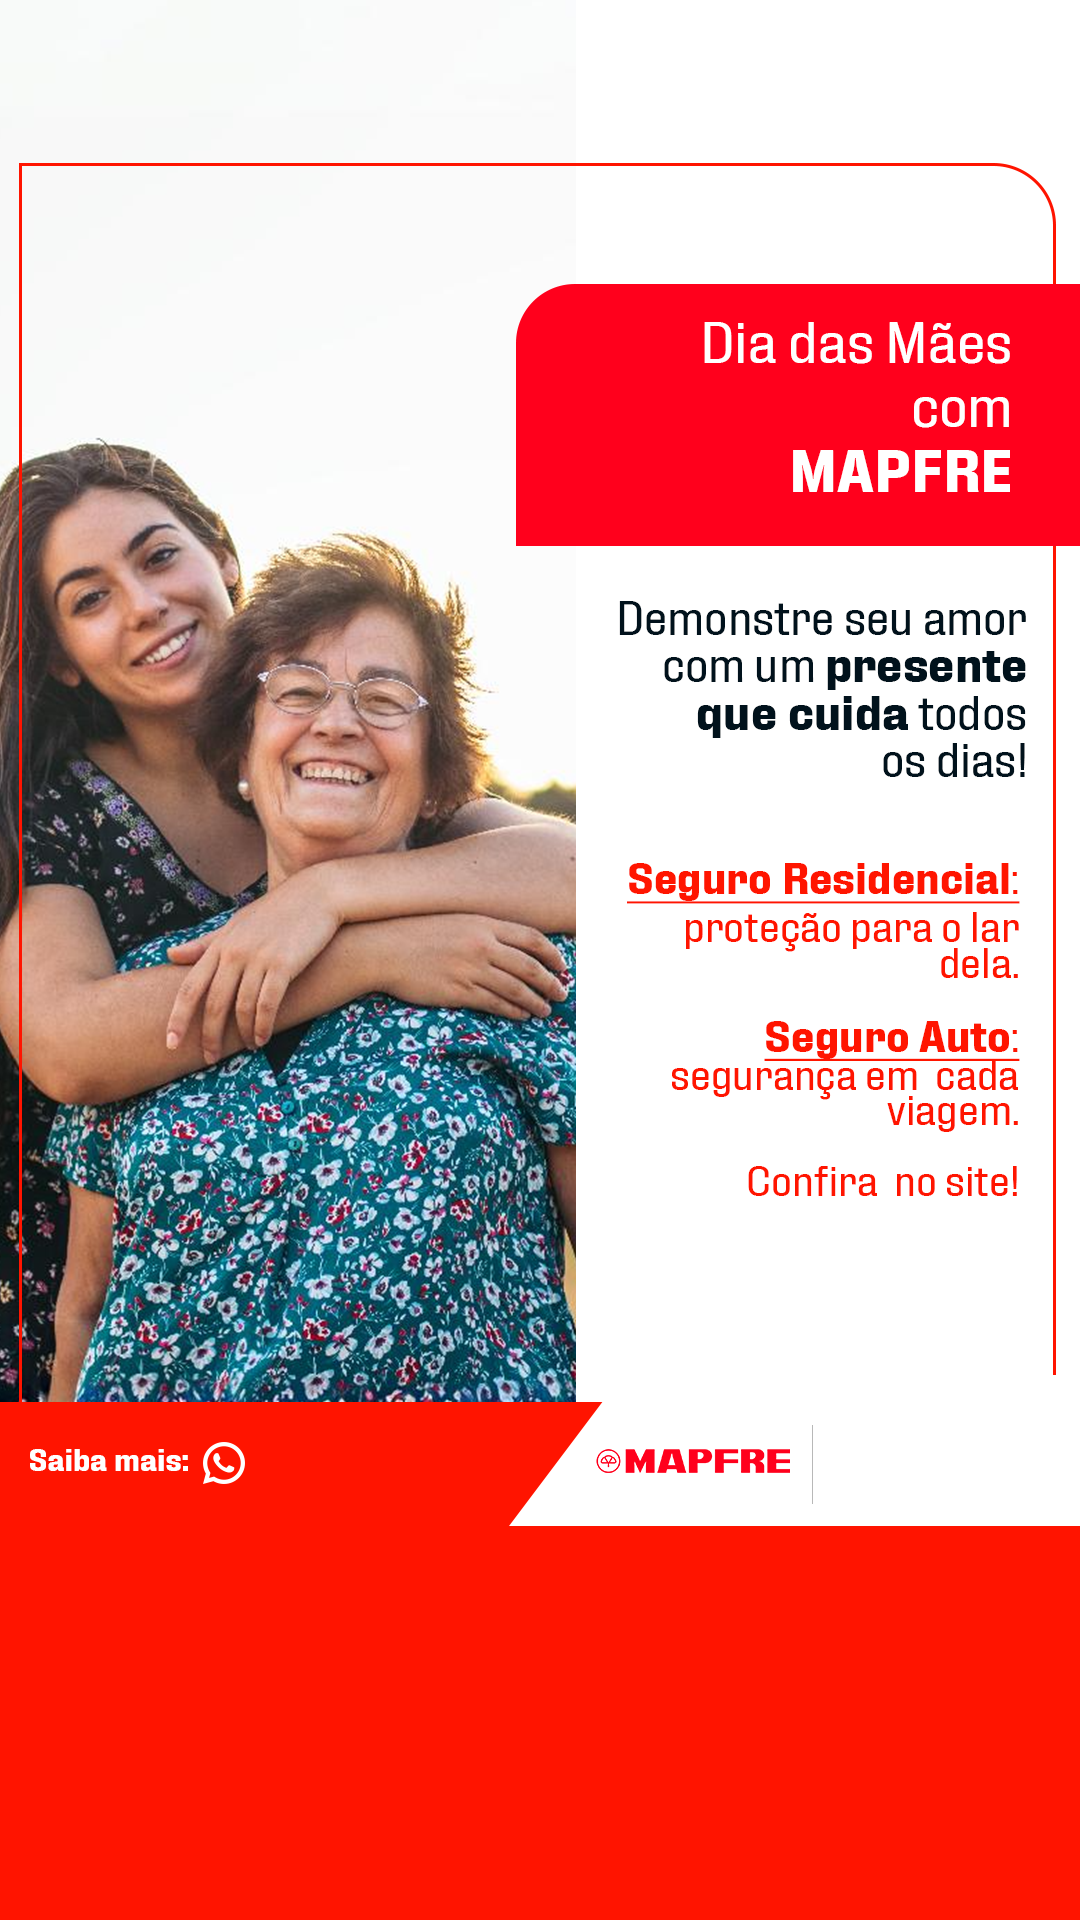 Dia das Mães
com
MAPFRE
Demonstre seu amor
com um presente
que cuida todos
os dias!
Seguro Residencial:
proteção para o lar
dela.
Seguro Auto:
segurança em cada
viagem.
Confira no site!
Saiba mais:
MAPFRE